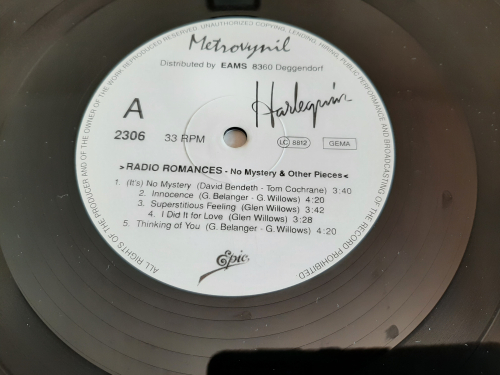 Metrovynil
Distributed by EAMS 8360 Deggendorf
Harlequin
A
2306
33 RPM
LC 8812
GEMA
>RADIO ROMANCES - No Mystery & Other Pieces<
1. (It's) No Mystery (David Bendeth - Tom Cochrane) 3:40
2. Innocence (G. Belanger - G. Willows) 4:20
3. Superstitious Feeling (Glen Willows) 3:42
4. I Did It for Love (Glen Willows) 3:28
5. Thinking of You (G. Belanger - G. Willows) 4:20
Epic
ALL RIGHTS OF THE PRODUCER AND OF THE OWNER OF THE WORK REPRODUCED RESERVED. UNAUTHORIZED COPYING, LENDING, HIRING, PUBLIC PERFORMANCE AND BROADCASTING OF THE RECORD PROHIBITED